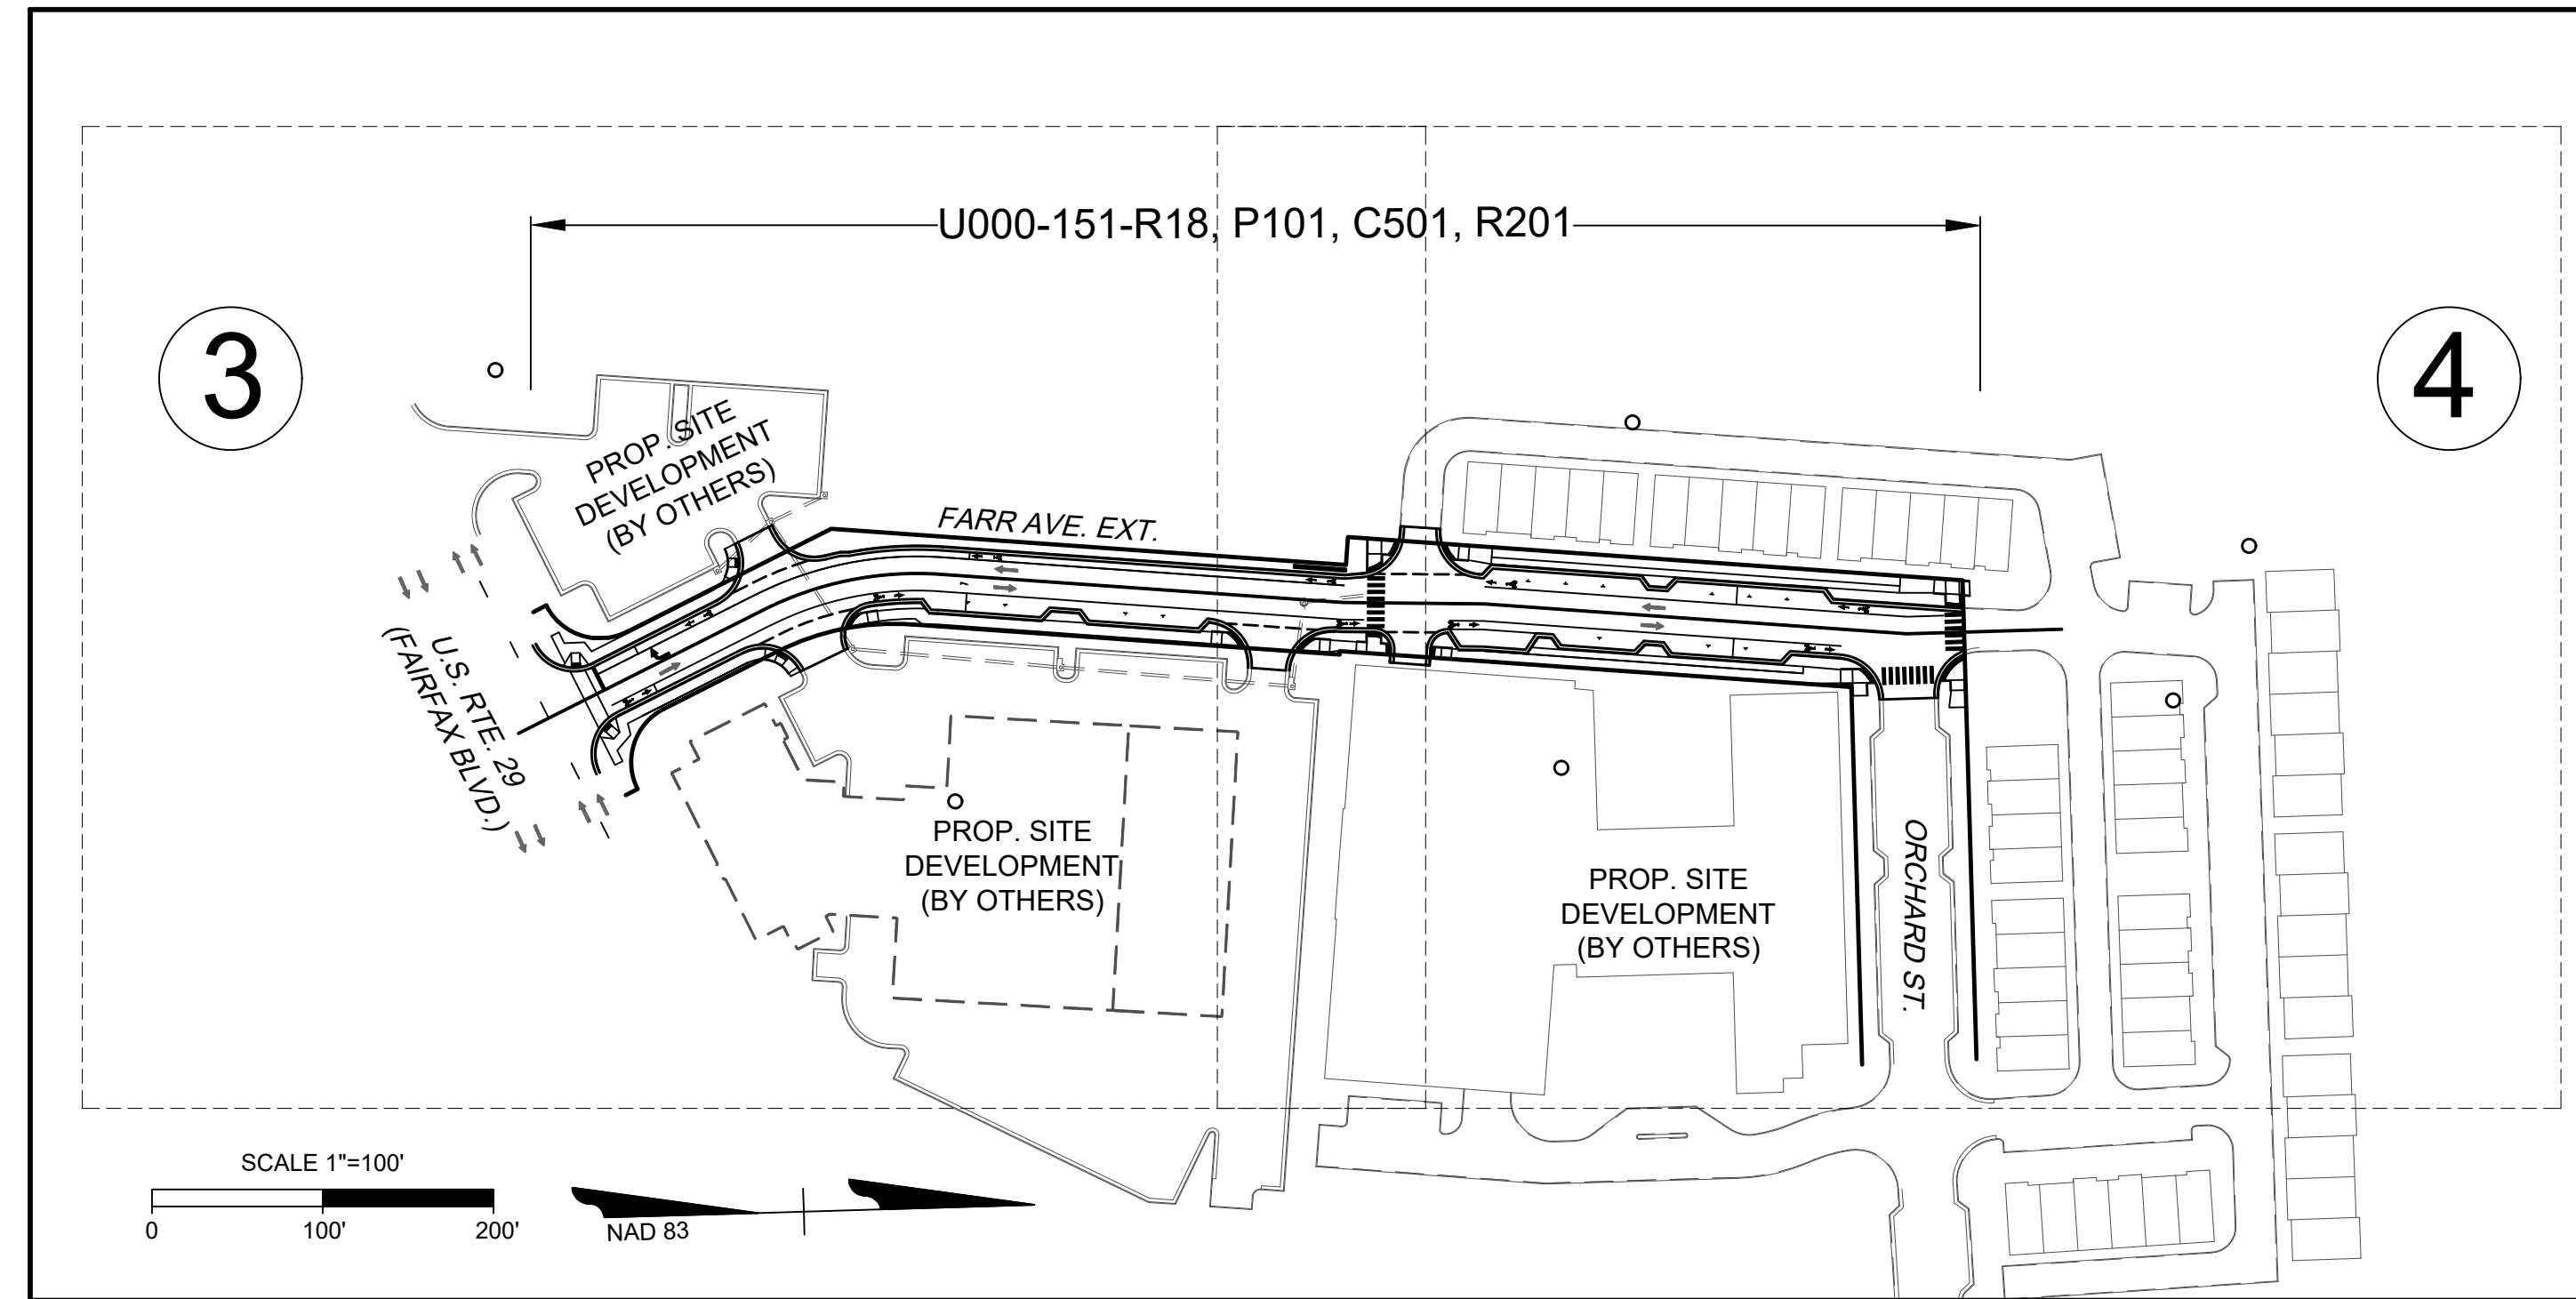 U000-151-R18, P101, C501, R201
3
4
PROP. SITE
DEVELOPMENT
(BY OTHERS)
FARR AVE. EXT.
U.S. RTE. 29
(FAIRFAX BLVD.)
PROP. SITE
DEVELOPMENT
(BY OTHERS)
PROP. SITE
DEVELOPMENT
(BY OTHERS)
ORCHARD ST.
SCALE 1"=100'
0 100' 200'
NAD 83